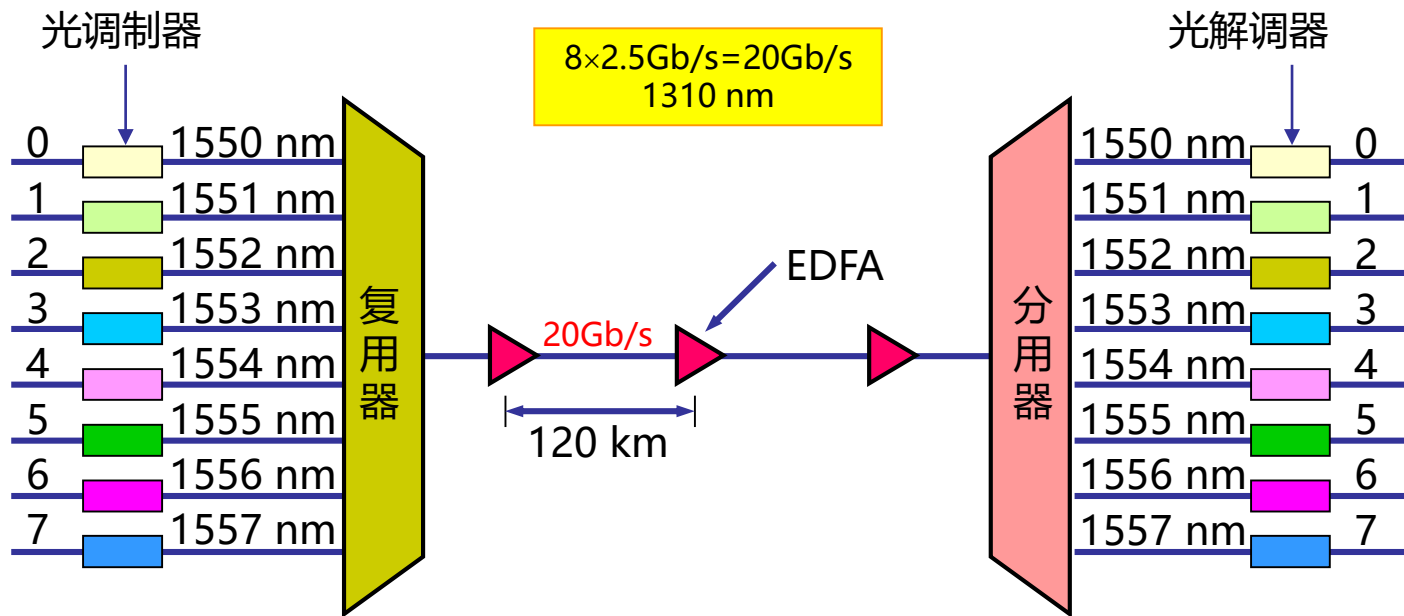 光调制器
8×2.5Gb/s=20Gb/s
1310 nm
光解调器
0 1550 nm
1 1551 nm
2 1552 nm
3 1553 nm
4 1554 nm
5 1555 nm
6 1556 nm
7 1557 nm
复用器
20Gb/s
EDFA
120 km
分用器
1550 nm 0
1551 nm 1
1552 nm 2
1553 nm 3
1554 nm 4
1555 nm 5
1556 nm 6
1557 nm 7